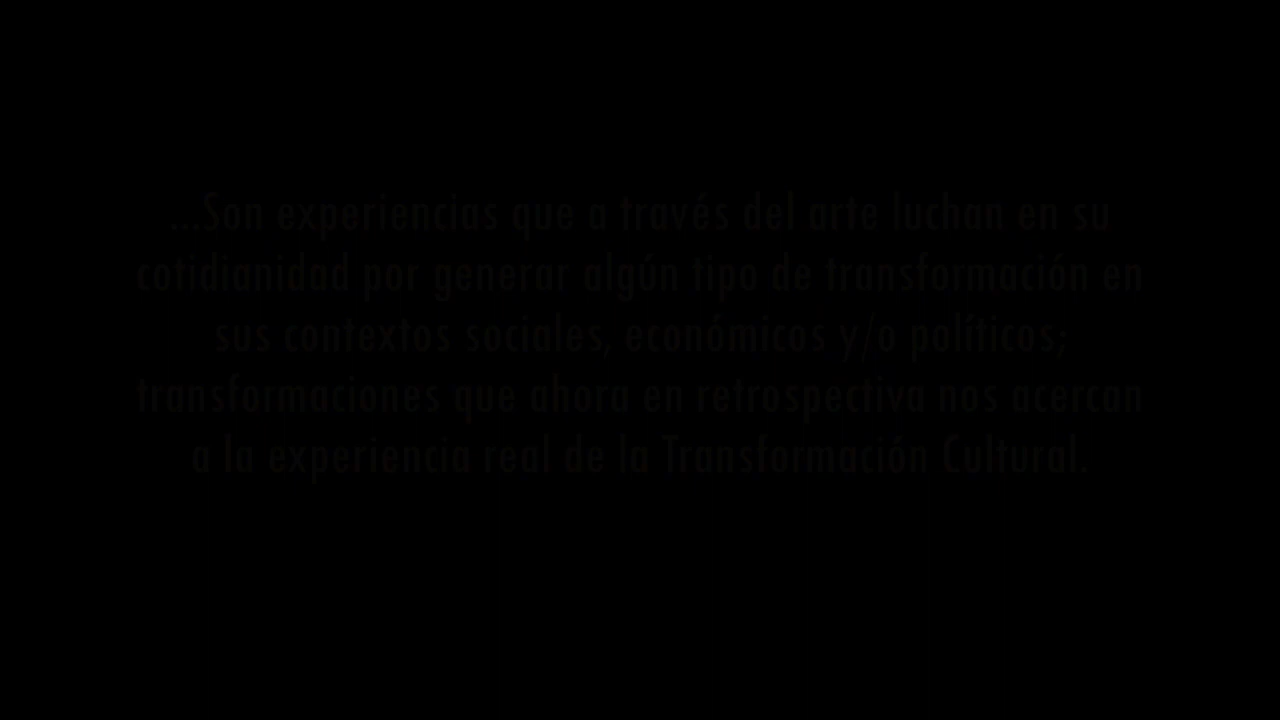 ...Son experiencias que a través del arte luchan en su
cotidianidad por generar algún tipo de transformación en
sus contextos sociales, económicos y/o políticos;
transformaciones que ahora en retrospectiva nos acercan
a la experiencia real de la Transformación Cultural.